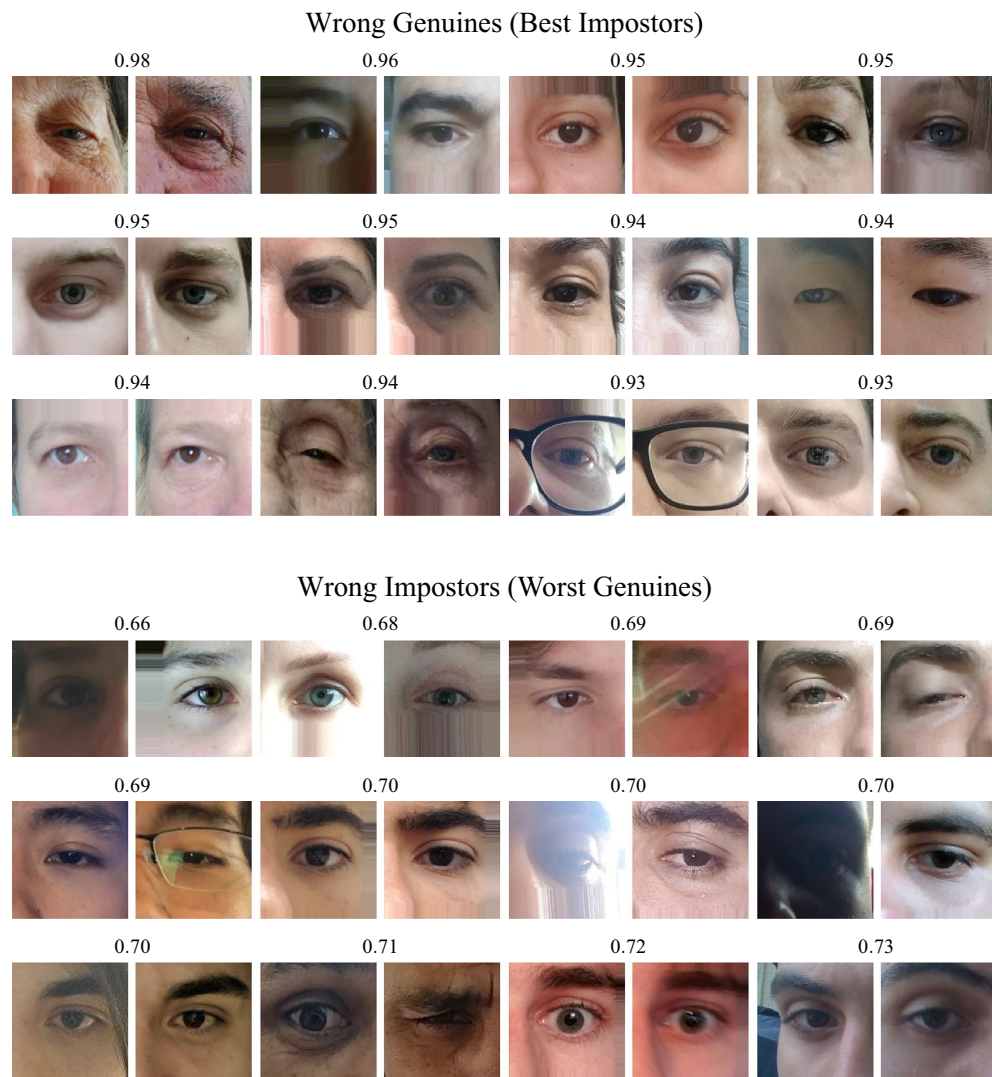 Wrong Genuines (Best Impostors)
0.98 0.96 0.95 0.95
0.95 0.95 0.94 0.94
0.94 0.94 0.93 0.93
Wrong Impostors (Worst Genuines)
0.66 0.68 0.69 0.69
0.69 0.70 0.70 0.70
0.70 0.71 0.72 0.73